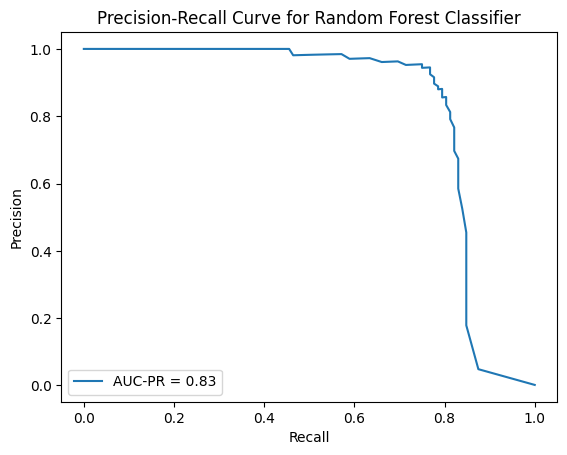 Precision-Recall Curve for Random Forest Classifier
1.0
0.8
0.6
0.4
0.2
0.0
Precision
AUC-PR = 0.83
0.0 0.2 0.4 0.6 0.8 1.0
Recall